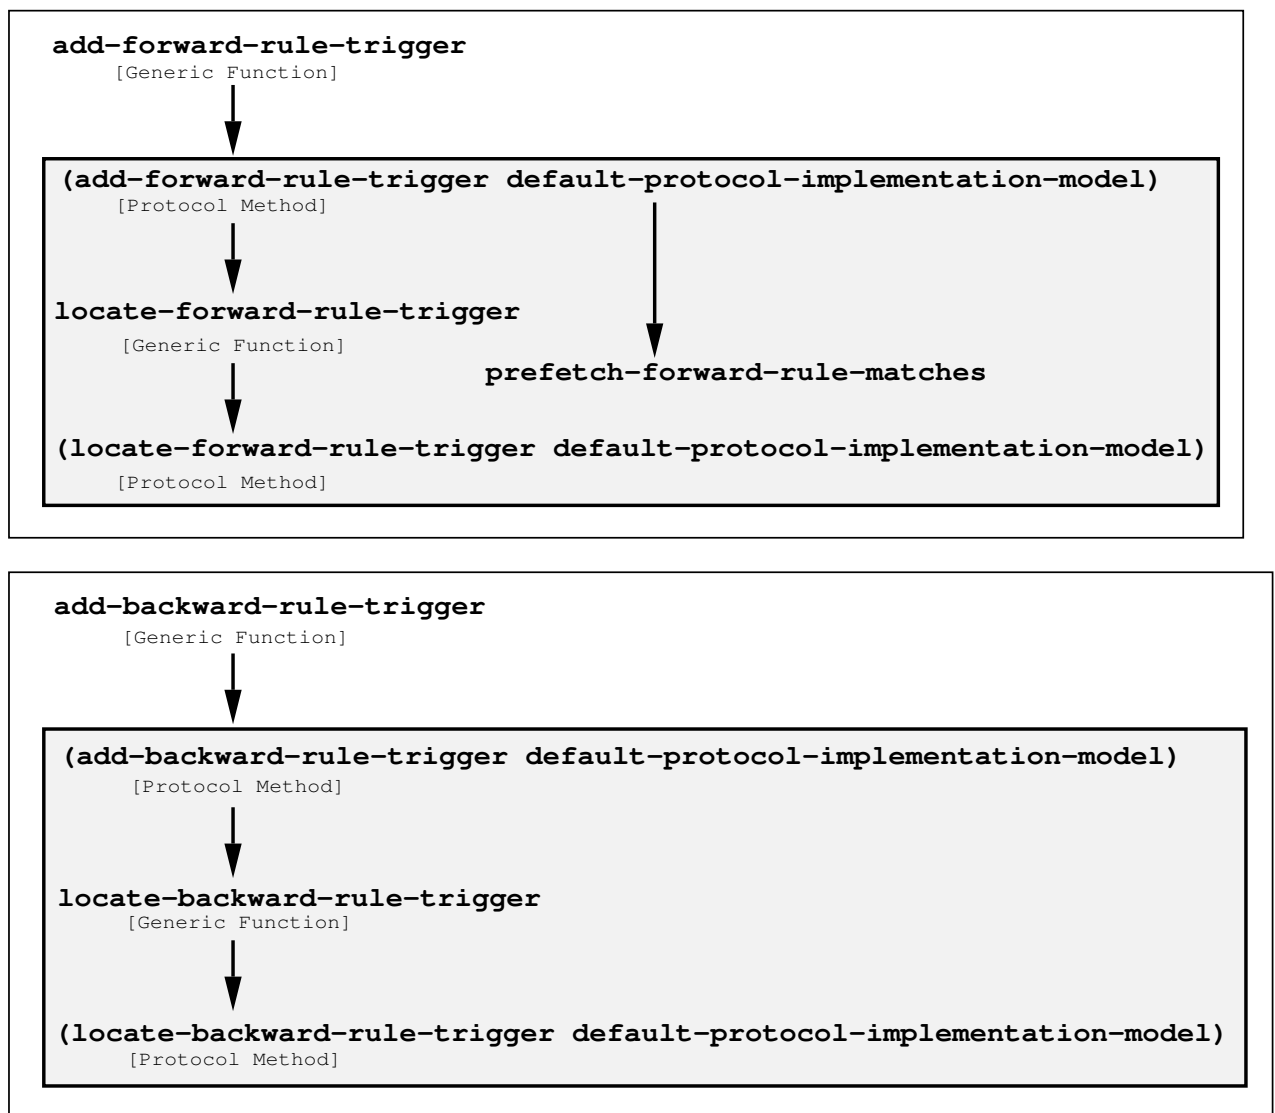 add-forward-rule-trigger
[Generic Function]
(add-forward-rule-trigger default-protocol-implementation-model)
[Protocol Method]
locate-forward-rule-trigger
[Generic Function]
prefetch-forward-rule-matches
(locate-forward-rule-trigger default-protocol-implementation-model)
[Protocol Method]
add-backward-rule-trigger
[Generic Function]
(add-backward-rule-trigger default-protocol-implementation-model)
[Protocol Method]
locate-backward-rule-trigger
[Generic Function]
(locate-backward-rule-trigger default-protocol-implementation-model)
[Protocol Method]